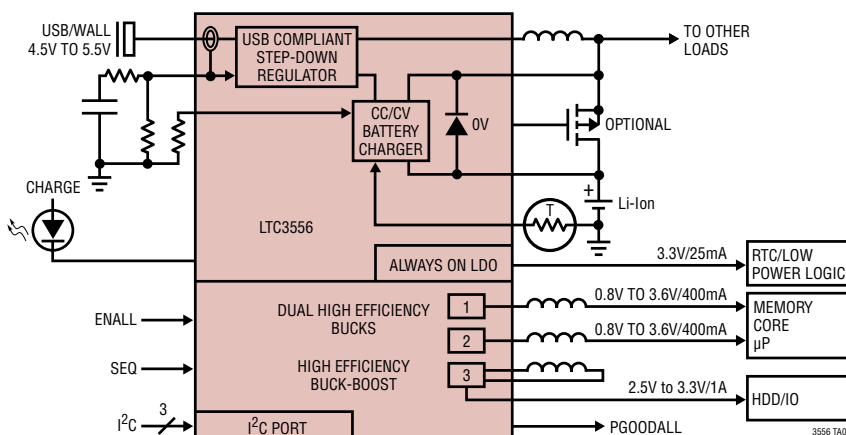 USB/WALL
4.5V TO 5.5V
USB COMPLIANT
STEP-DOWN
REGULATOR
TO OTHER
LOADS
CC/CV
BATTERY
CHARGER
0V
OPTIONAL
CHARGE
T
+
Li-Ion
LTC3556
ALWAYS ON LDO
3.3V/25mA
RTC/LOW
POWER LOGIC
ENALL
DUAL HIGH EFFICIENCY
BUCKS
1
0.8V TO 3.6V/400mA
2
0.8V TO 3.6V/400mA
MEMORY
CORE
µP
SEQ
HIGH EFFICIENCY
BUCK-BOOST
3
2.5V to 3.3V/1A
HDD/IO
I²C
3
I²C PORT
PGOODALL